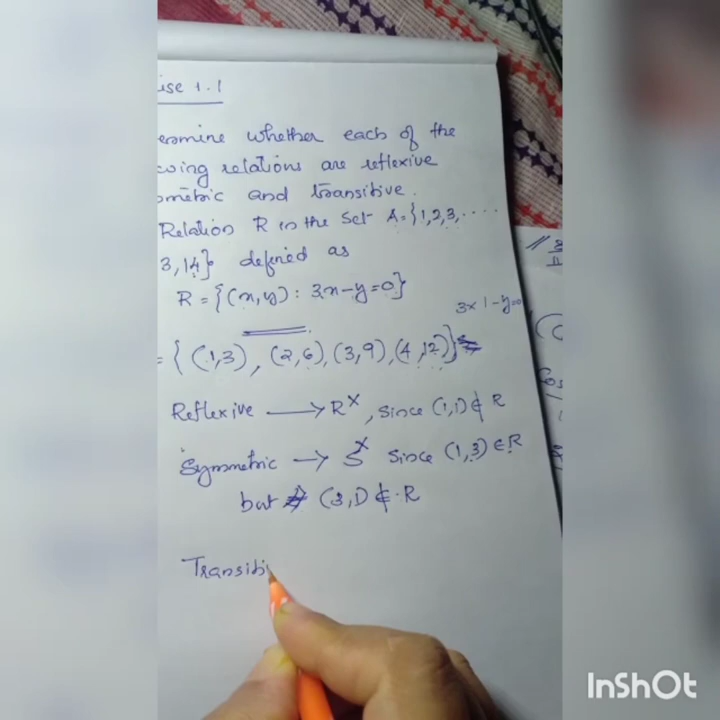 ise 1.1
ermine whether each of the
owing relations are reflexive
mmetric and transitive.
Relation R in the Set A={1,2,3,.....
3,14} defined as
R={(x,y): 3x-y=0}
3×1-y=0
= { (1,3), (2,6), (3,9), (4,12)}
Reflexive → R×, since (1,1)∉ R
Symmetric → S× since (1,3)∈R
but (3,1)∉.R
Transiti
InShOt